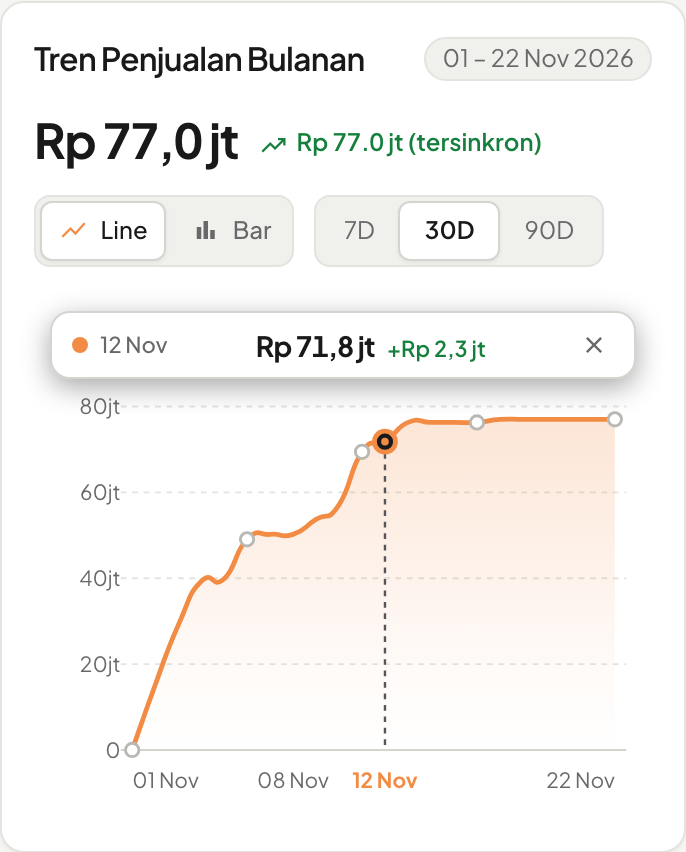 Tren Penjualan Bulanan
01 – 22 Nov 2026
Rp 77,0 jt
Rp 77.0 jt (tersinkron)
Line
Bar
7D
30D
90D
12 Nov
Rp 71,8 jt
+Rp 2,3 jt
80jt
60jt
40jt
20jt
0
01 Nov
08 Nov
12 Nov
22 Nov